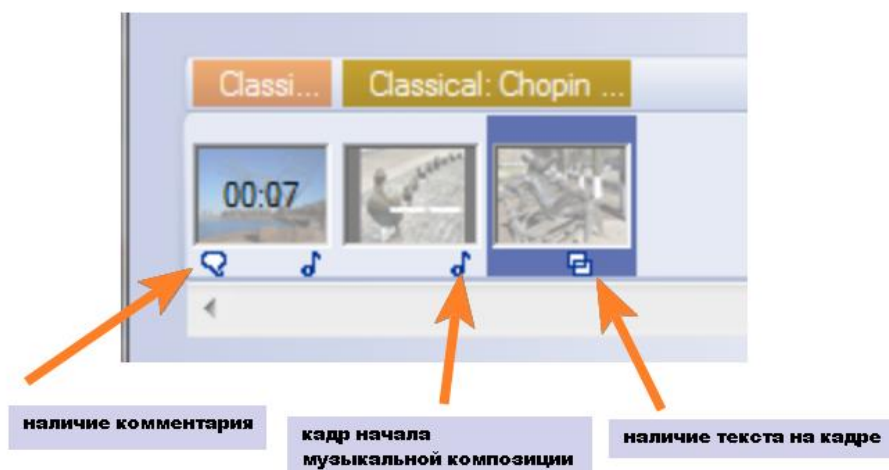 Classi... Classical: Chopin ...
00:07
наличие комментария
кадр начала
музыкальной композиции
наличие текста на кадре